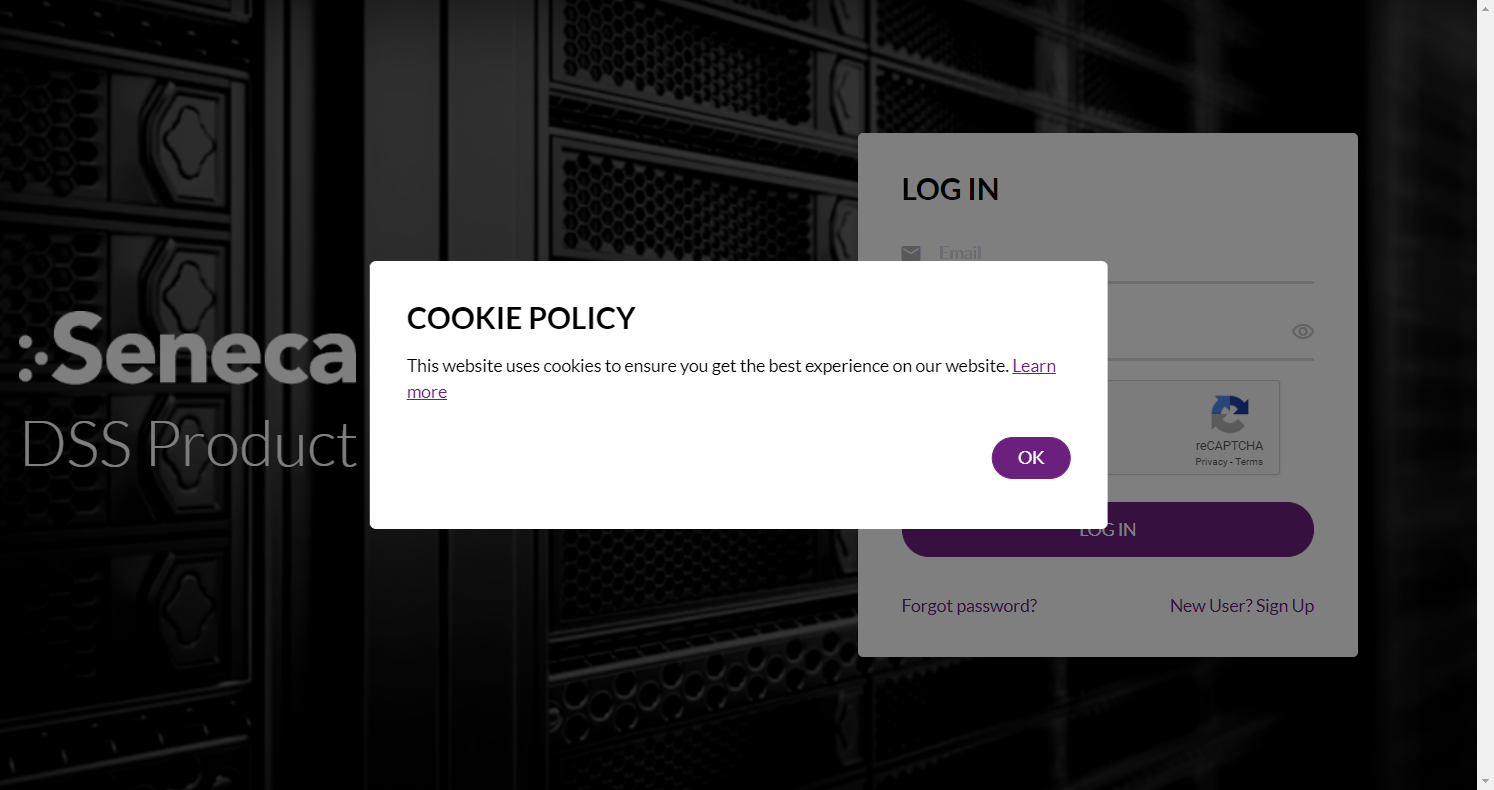 LOG IN
Email
COOKIE POLICY
This website uses cookies to ensure you get the best experience on our website. Learn
more
OK
:Seneca
DSS Product
reCAPTCHA
Privacy - Terms
LOG IN
Forgot password?
New User? Sign Up